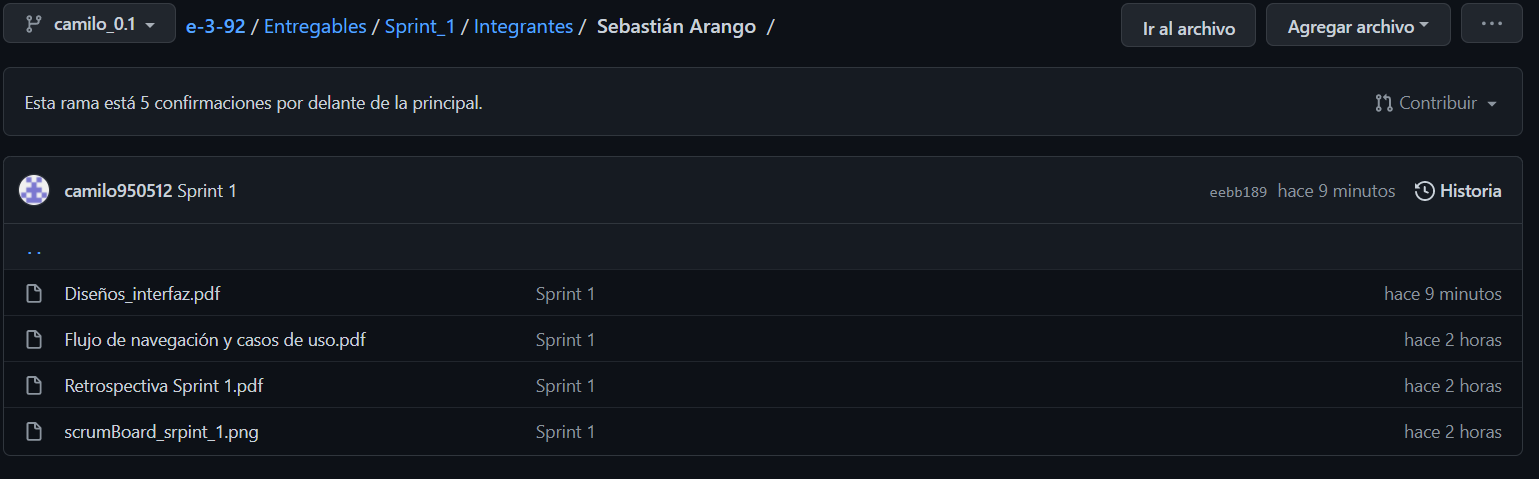 camilo_0.1 e-3-92 / Entregables / Sprint_1 / Integrantes / Sebastián Arango / Ir al archivo Agregar archivo ...
Esta rama está 5 confirmaciones por delante de la principal. Contribuir
camilo950512 Sprint 1 eebb189 hace 9 minutos Historia
..
Diseños_interfaz.pdf Sprint 1 hace 9 minutos
Flujo de navegación y casos de uso.pdf Sprint 1 hace 2 horas
Retrospectiva Sprint 1.pdf Sprint 1 hace 2 horas
scrumBoard_srpint_1.png Sprint 1 hace 2 horas